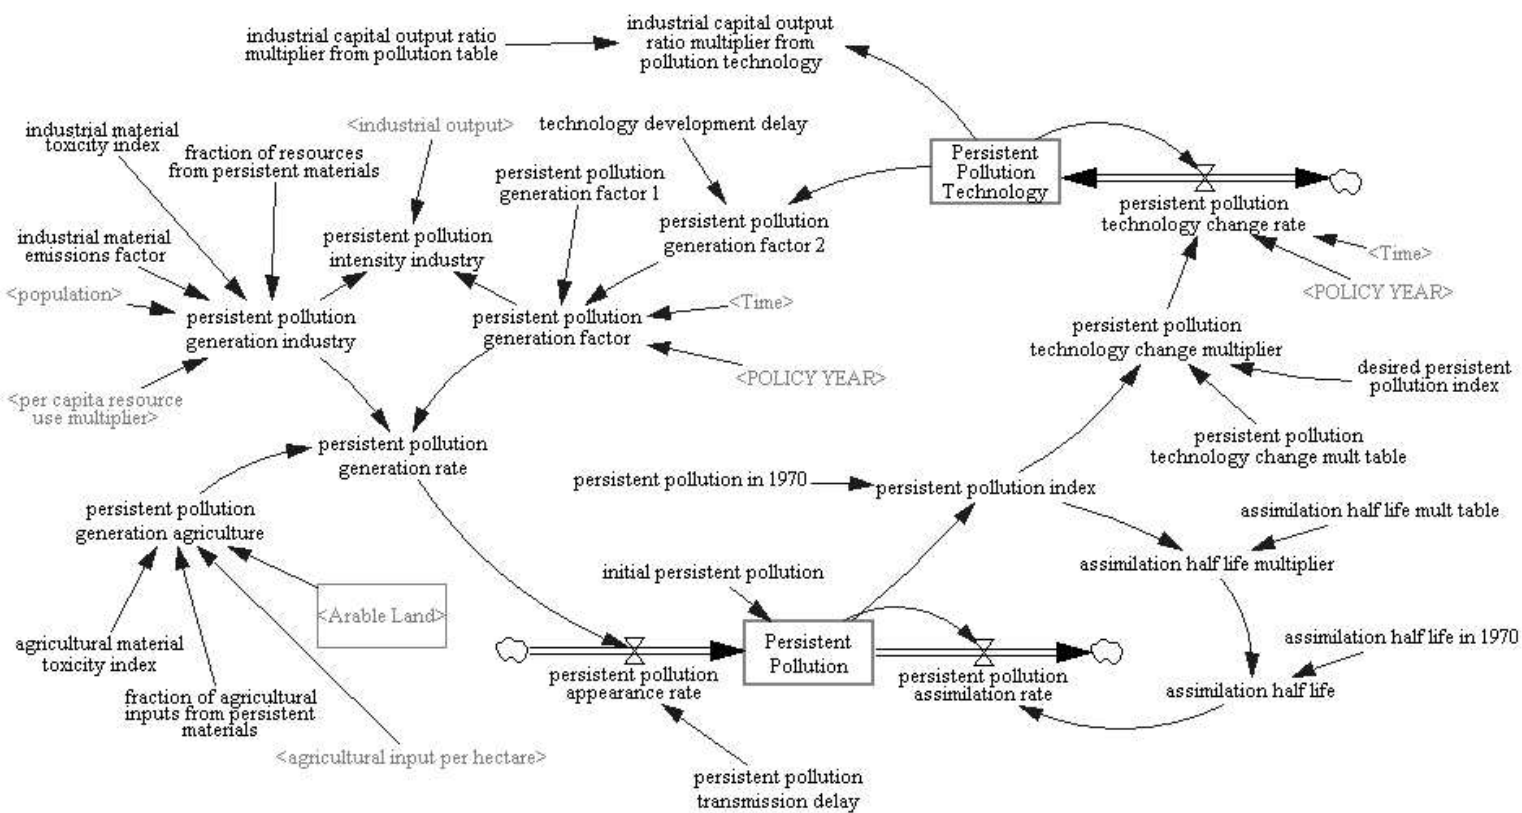 industrial capital output ratio
multiplier from pollution table
industrial capital output
ratio multiplier from
pollution technology
industrial material
toxicity index
fraction of resources
from persistent materials
<industrial output>
technology development delay
persistent pollution
generation factor 1
Persistent
Pollution
Technology
persistent pollution
technology change rate
industrial material
emissions factor
persistent pollution
intensity industry
persistent pollution
generation factor 2
<Time>
<POLICY YEAR>
<population>
persistent pollution
generation industry
persistent pollution
generation factor
<Time>
<POLICY YEAR>
persistent pollution
technology change multiplier
desired persistent
pollution index
<per capita resource
use multiplier>
persistent pollution
generation rate
persistent pollution
technology change mult table
persistent pollution in 1970
persistent pollution index
persistent pollution
generation agriculture
assimilation half life mult table
assimilation half life multiplier
initial persistent pollution
<Arable Land>
agricultural material
toxicity index
Persistent
Pollution
persistent pollution
appearance rate
persistent pollution
assimilation rate
assimilation half life in 1970
assimilation half life
fraction of agricultural
inputs from persistent
materials
<agricultural input per hectare>
persistent pollution
transmission delay